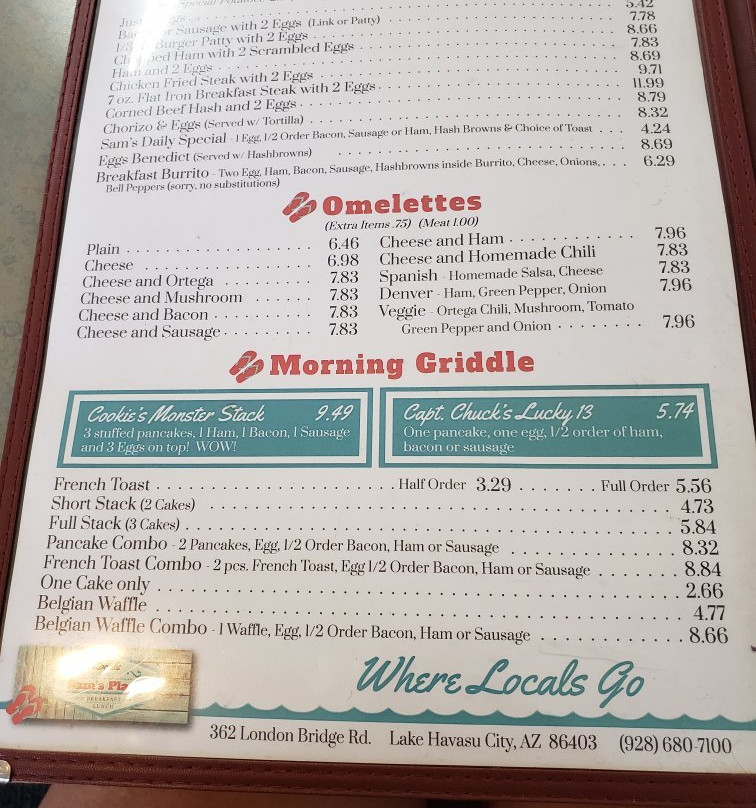 Special
5.42
Just
7.78
Sausage with 2 Eggs (Link or Patty)
8.66
1/3 Burger Patty with 2 Eggs
7.83
Ham with 2 Scrambled Eggs
8.69
Ham and 2 Eggs
9.71
Chicken Fried Steak with 2 Eggs
11.99
7 oz. Flat Iron Breakfast Steak with 2 Eggs
8.79
Corned Beef Hash and 2 Eggs
8.32
Chorizo & Eggs (Served w/ Tortilla)
Sam's Daily Special - 1 Egg, 1/2 Order Bacon, Sausage or Ham, Hash Browns & Choice of Toast . . . 4.24
Eggs Benedict (Served w/ Hashbrowns) 8.69
Breakfast Burrito - Two Egg, Ham, Bacon, Sausage, Hashbrowns inside Burrito, Cheese, Onions, . . . 6.29
Bell Peppers (sorry, no substitutions)
Omelettes
(Extra Items .75) (Meat 1.00)
Plain 6.46
Cheese 6.98
Cheese and Ortega 7.83
Cheese and Mushroom 7.83
Cheese and Bacon 7.83
Cheese and Sausage 7.83
Cheese and Ham 7.96
Cheese and Homemade Chili 7.83
Spanish - Homemade Salsa, Cheese 7.83
Denver - Ham, Green Pepper, Onion 7.96
Veggie - Ortega Chili, Mushroom, Tomato
Green Pepper and Onion 7.96
Morning Griddle
Cookie's Monster Stack 9.49
3 stuffed pancakes, 1 Ham, 1 Bacon, 1 Sausage
and 3 Eggs on top! WOW!
Capt. Chuck's Lucky 13 5.74
One pancake, one egg, 1/2 order of ham,
bacon or sausage
French Toast Half Order 3.29 Full Order 5.56
Short Stack (2 Cakes) 4.73
Full Stack (3 Cakes) 5.84
Pancake Combo - 2 Pancakes, Egg, 1/2 Order Bacon, Ham or Sausage 8.32
French Toast Combo - 2 pcs. French Toast, Egg 1/2 Order Bacon, Ham or Sausage 8.84
One Cake only 2.66
Belgian Waffle 4.77
Belgian Waffle Combo - 1 Waffle, Egg, 1/2 Order Bacon, Ham or Sausage 8.66
Sam's
BREAKFAST
LUNCH
Where Locals Go
362 London Bridge Rd. Lake Havasu City, AZ 86403 (928) 680-7100